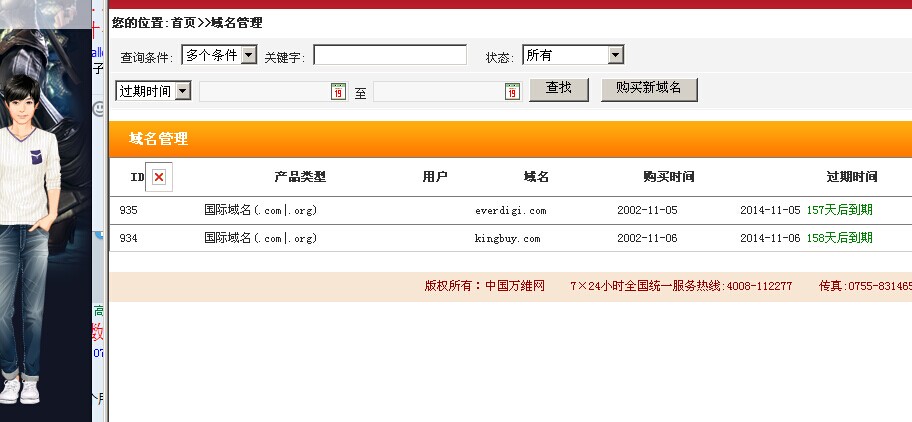 您的位置:首页>>域名管理
查询条件: 多个条件 关键字: 状态: 所有
过期时间 19 至 19 查找 购买新域名
域名管理
ID 产品类型 用户 域名 购买时间 过期时间
935 国际域名(.com|.org) everdigi.com 2002-11-05 2014-11-05 157天后到期
934 国际域名(.com|.org) kingbuy.com 2002-11-06 2014-11-06 158天后到期
版权所有：中国万维网 7×24小时全国统一服务热线:4008-112277 传真:0755-831465